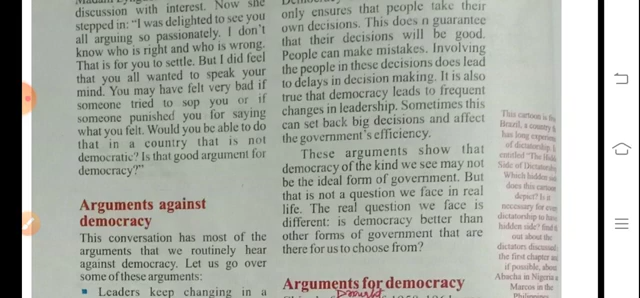 discussion with interest. Now she
stepped in: "I was delighted to see you
all arguing so passionately. I don't
know who is right and who is wrong.
That is for you to settle. But I did feel
that you all wanted to speak your
mind. You may have felt very bad if
someone tried to sop you or if
someone punished you for saying
what you felt. Would you be able to do
that in a country that is not
democratic? Is that good argument for
democracy?"
Arguments against
democracy
This conversation has most of the
arguments that we routinely hear
against democracy. Let us go over
some of these arguments:
▪ Leaders keep changing in a
only ensures that people take their
own decisions. This does n guarantee
that their decisions will be good.
People can make mistakes. Involving
the people in these decisions does lead
to delays in decision making. It is also
true that democracy leads to frequent
changes in leadership. Sometimes this
can set back big decisions and affect
the government's efficiency.
These arguments show that
democracy of the kind we see may not
be the ideal form of government. But
that is not a question we face in real
life. The real question we face is
different: is democracy better than
other forms of government that are
there for us to choose from?
Arguments for democracy
This cartoon is
Brazil, a country
has long experien
of dictatorship. I
entitled "The Hidd
Side of Dictatorship
Which hidden
does this cartoon
depict? Is it
necessary for every
dictatorship to have
hidden side? find
out about the
dictators discussed
the first chapter an
if possible, about
Abacha in Nigeria
Marcos in the